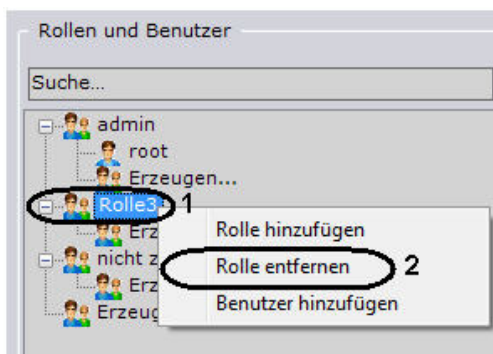 Rollen und Benutzer
Suche...
admin
root
Erzeugen...
Rolle3 1
Rolle hinzufügen
Erz
nicht z
Rolle entfernen 2
Erz
Benutzer hinzufügen
Erzeug